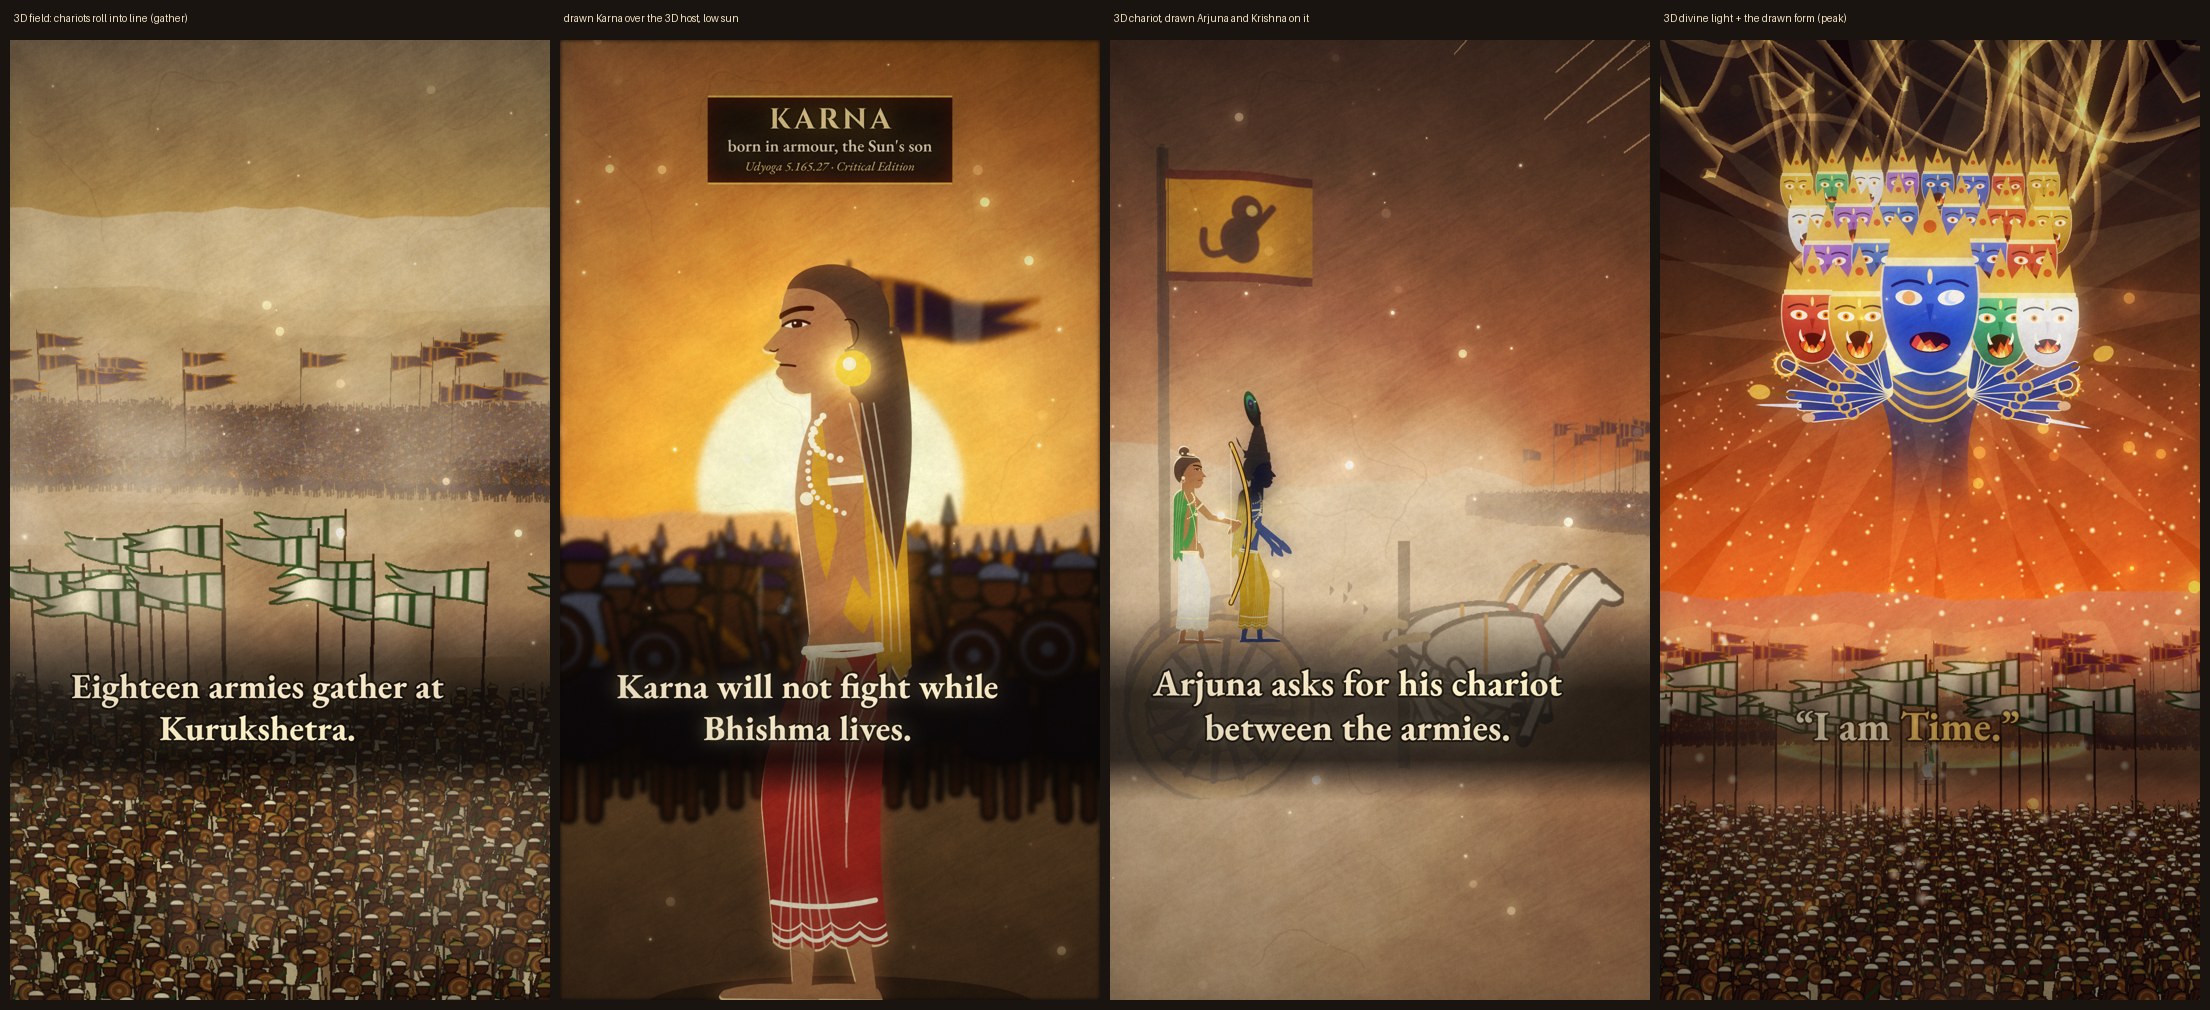 3D field: chariots roll into line (gather)
drawn Karna over the 3D host, low sun
3D chariot, drawn Arjuna and Krishna on it
3D divine light + the drawn form (peak)
Eighteen armies gather at
Kurukshetra.
KARNA
born in armour, the Sun's son
Udyoga 5.165.27 · Critical Edition
Karna will not fight while
Bhishma lives.
Arjuna asks for his chariot
between the armies.
“I am Time.”